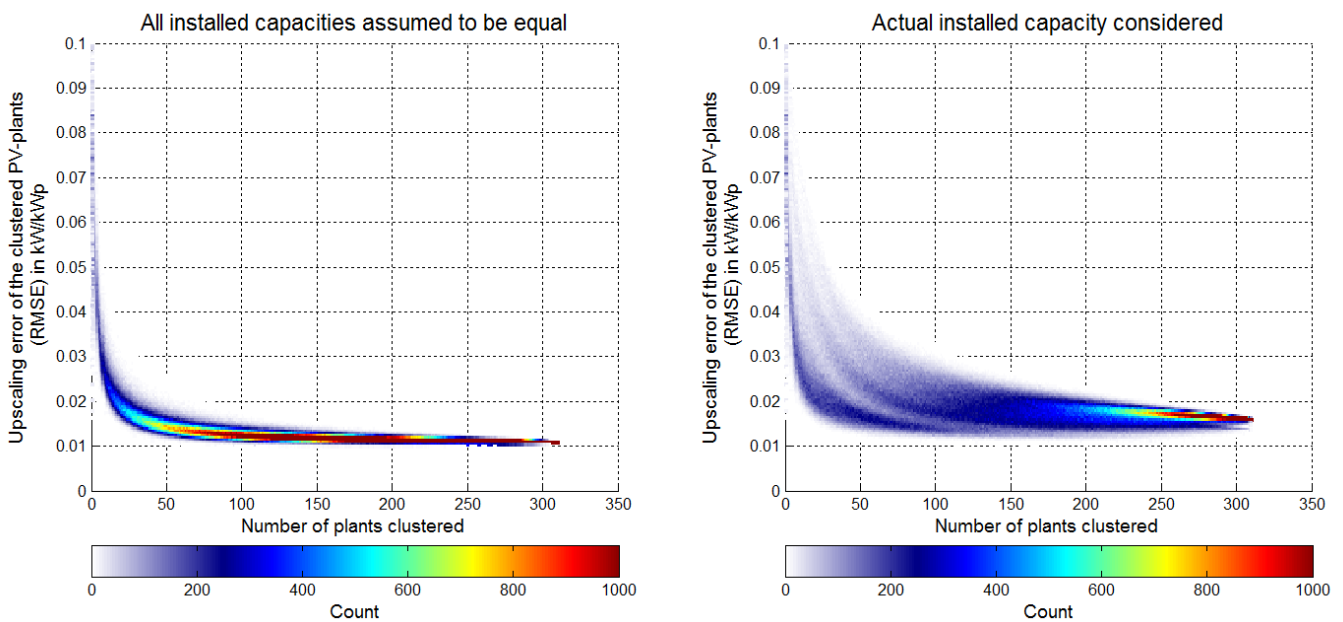 All installed capacities assumed to be equal
Upscaling error of the clustered PV-plants
(RMSE) in kW/kWp
0.1
0.09
0.08
0.07
0.06
0.05
0.04
0.03
0.02
0.01
0
0 50 100 150 200 250 300 350
Number of plants clustered
0 200 400 600 800 1000
Count
Actual installed capacity considered
Upscaling error of the clustered PV-plants
(RMSE) in kW/kWp
0.1
0.09
0.08
0.07
0.06
0.05
0.04
0.03
0.02
0.01
0
0 50 100 150 200 250 300 350
Number of plants clustered
0 200 400 600 800 1000
Count